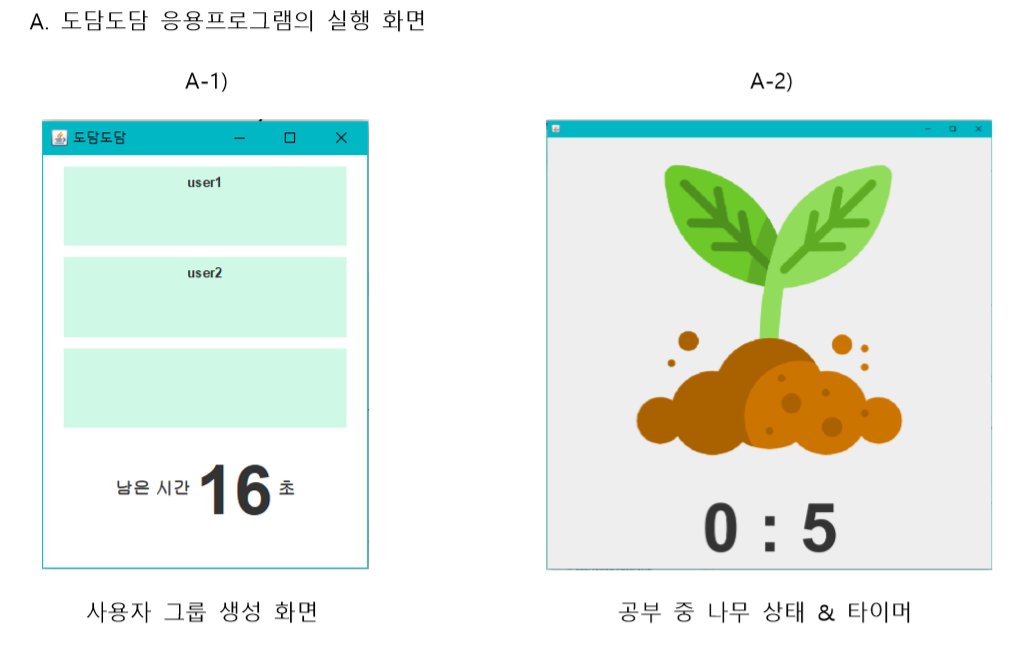 A. 도담도담 응용프로그램의 실행 화면
A-1)
A-2)
도담도담
user1
user2
남은 시간 16 초
0 : 5
사용자 그룹 생성 화면
공부 중 나무 상태 & 타이머